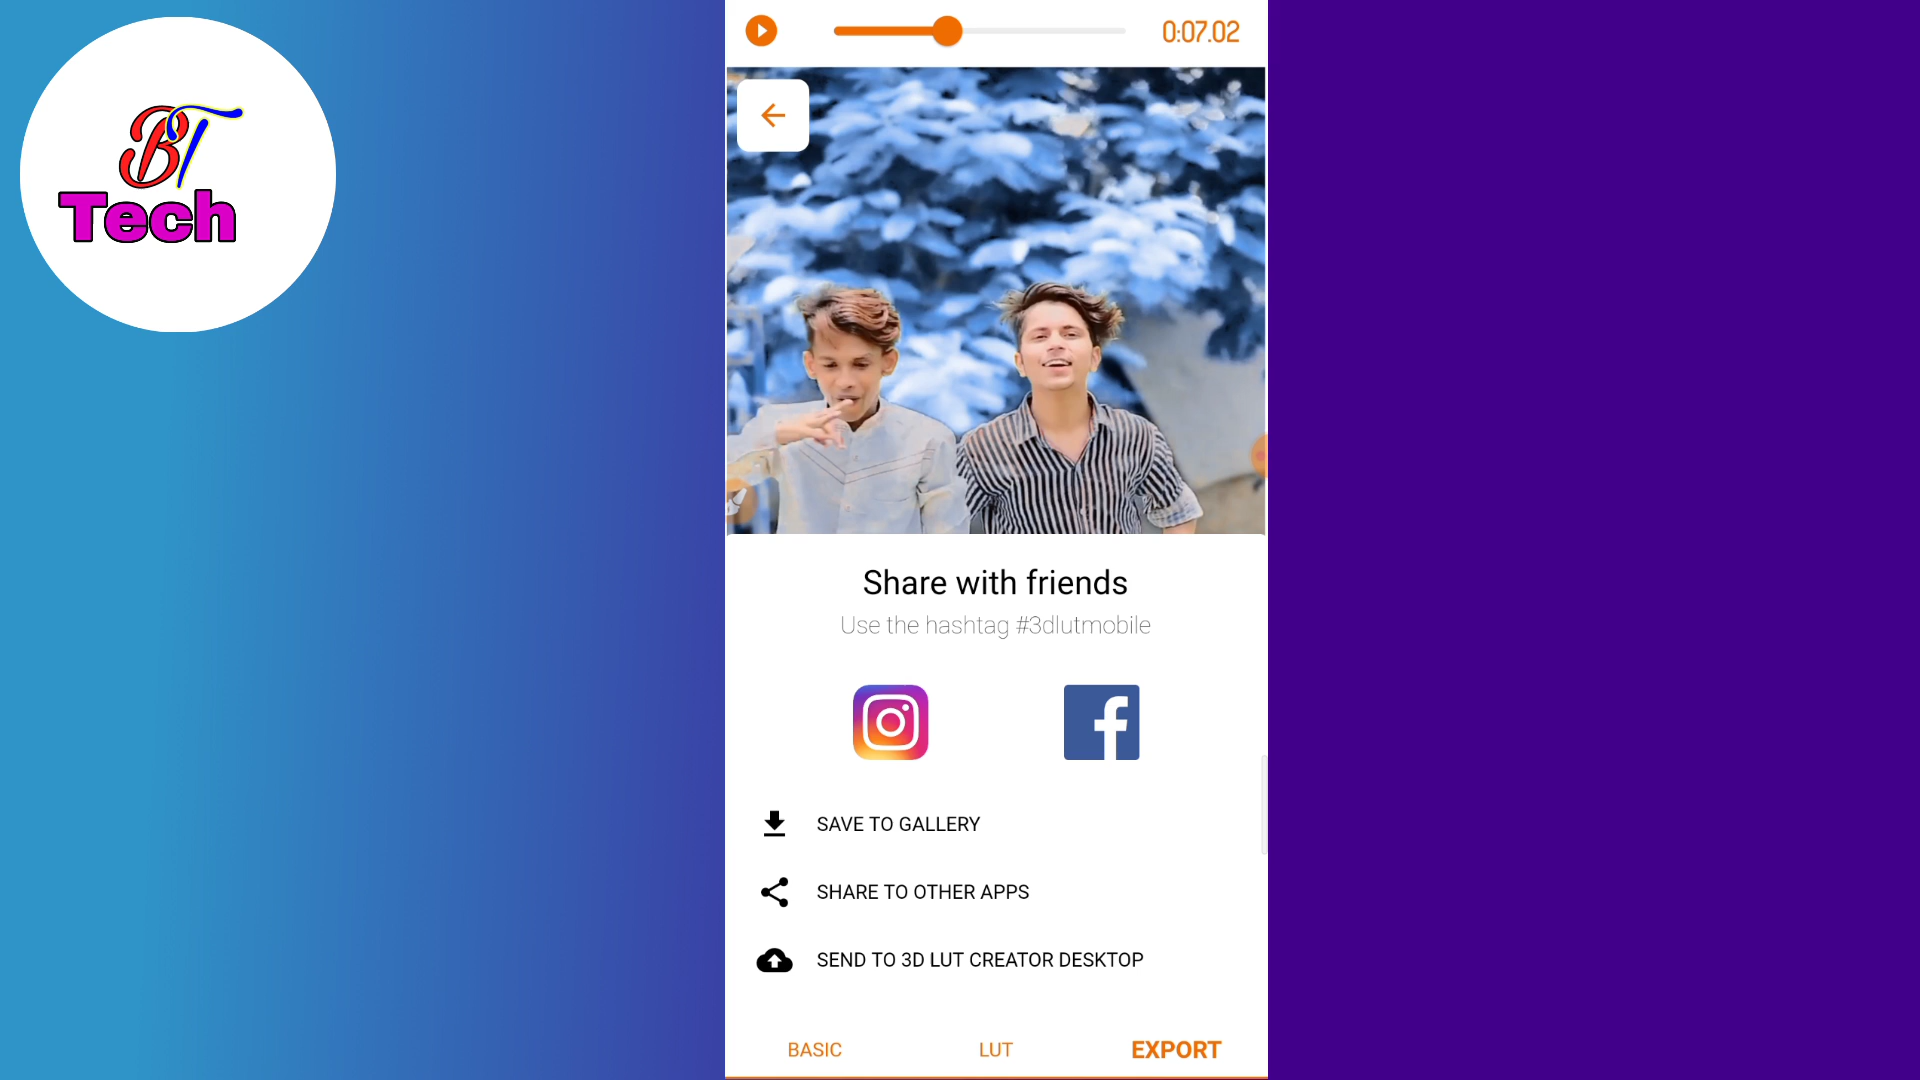 BT
Tech
0:07.02
Share with friends
Use the hashtag #3dlutmobile
SAVE TO GALLERY
SHARE TO OTHER APPS
SEND TO 3D LUT CREATOR DESKTOP
BASIC LUT EXPORT